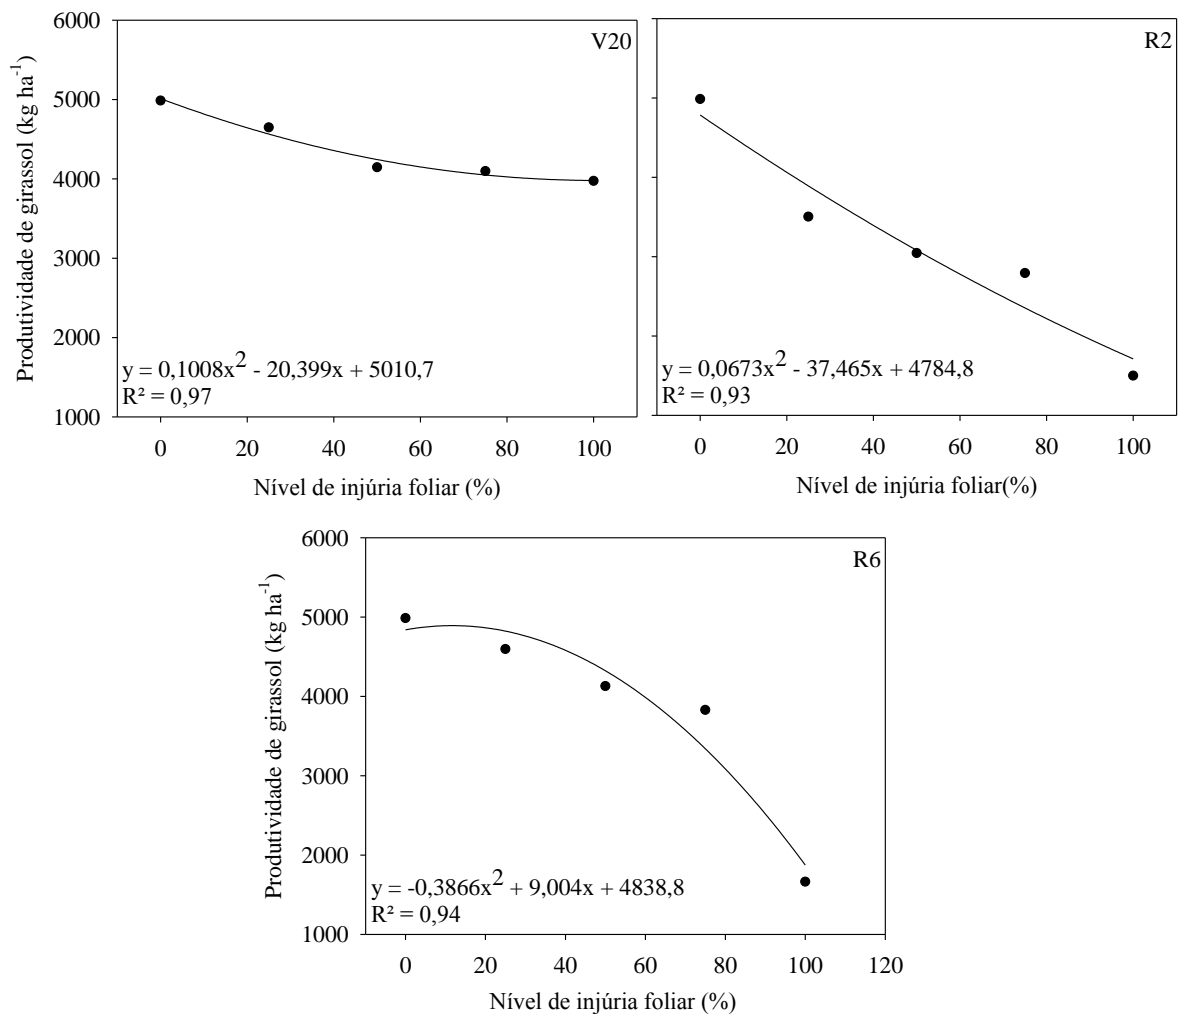 V20
6000
5000
4000
3000
2000
1000
Produtividade de girassol (kg ha⁻¹)
y = 0,1008x² - 20,399x + 5010,7
R² = 0,97
0 20 40 60 80 100
Nível de injúria foliar (%)
R2
y = 0,0673x² - 37,465x + 4784,8
R² = 0,93
0 20 40 60 80 100
Nível de injúria foliar(%)
R6
6000
5000
4000
3000
2000
1000
Produtividade de girassol (kg ha⁻¹)
y = -0,3866x² + 9,004x + 4838,8
R² = 0,94
0 20 40 60 80 100 120
Nível de injúria foliar (%)